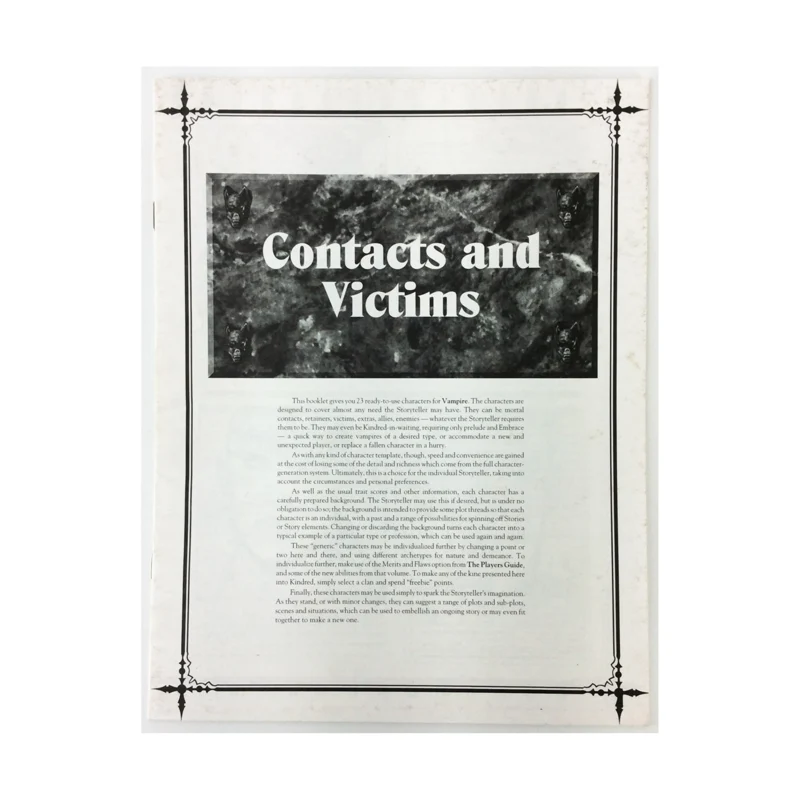 Contacts and
Victims
This booklet gives you 23 ready-to-use characters for Vampire. The characters are
designed to cover almost any need the Storyteller may have. They can be mortal
contacts, retainers, victims, extras, allies, enemies — whatever the Storyteller requires
them to be. They may even be Kindred-in-waiting, requiring only prelude and Embrace
— a quick way to create vampires of a desired type, or accommodate a new and
unexpected player, or replace a fallen character in a hurry.
As with any kind of character template, though, speed and convenience are gained
at the cost of losing some of the detail and richness which come from the full character-
generation system. Ultimately, this is a choice for the individual Storyteller, taking into
account the circumstances and personal preferences.
As well as the usual trait scores and other information, each character has a
carefully prepared background. The Storyteller may use this if desired, but is under no
obligation to do so; the background is intended to provide some plot threads so that each
character is an individual, with a past and a range of possibilities for spinning off Stories
or Story elements. Changing or discarding the background turns each character into a
typical example of a particular type or profession, which can be used again and again.
These "generic" characters may be individualized further by changing a point or
two here and there, and using different archetypes for nature and demeanor. To
individualize further, make use of the Merits and Flaws option from The Players Guide,
and some of the new abilities from that volume. To make any of the kine presented here
into Kindred, simply select a clan and spend "freebie" points.
Finally, these characters may be used simply to spark the Storyteller's imagination.
As they stand, or with minor changes, they can suggest a range of plots and sub-plots,
scenes and situations, which can be used to embellish an ongoing story or may even fit
together to make a new one.